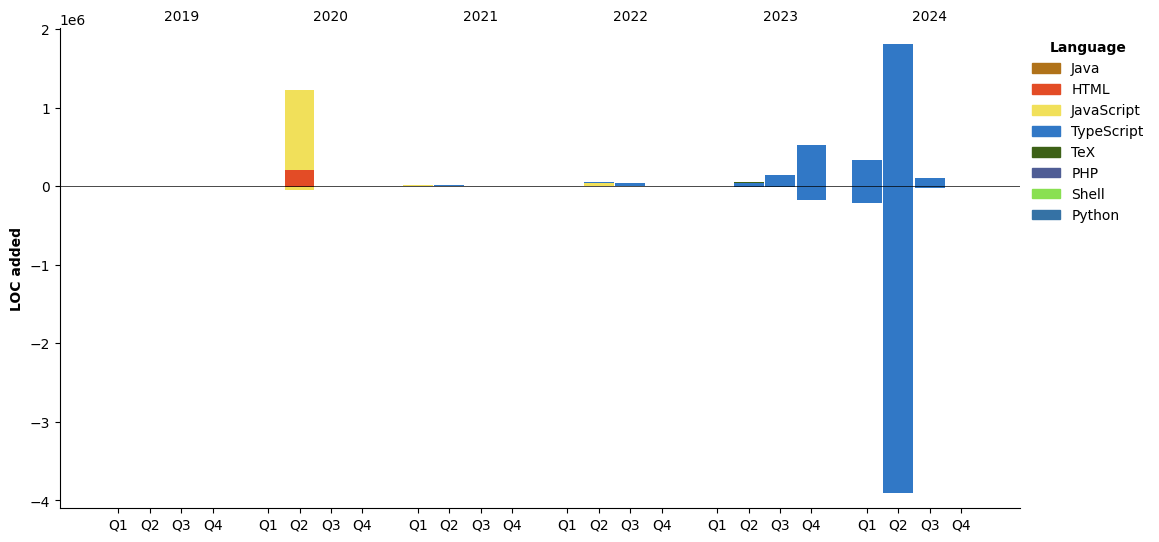 1e6
2019 2020 2021 2022 2023 2024
2
1
0
−1
−2
−3
−4
LOC added
Q1 Q2 Q3 Q4 Q1 Q2 Q3 Q4 Q1 Q2 Q3 Q4 Q1 Q2 Q3 Q4 Q1 Q2 Q3 Q4 Q1 Q2 Q3 Q4
Language
Java
HTML
JavaScript
TypeScript
TeX
PHP
Shell
Python